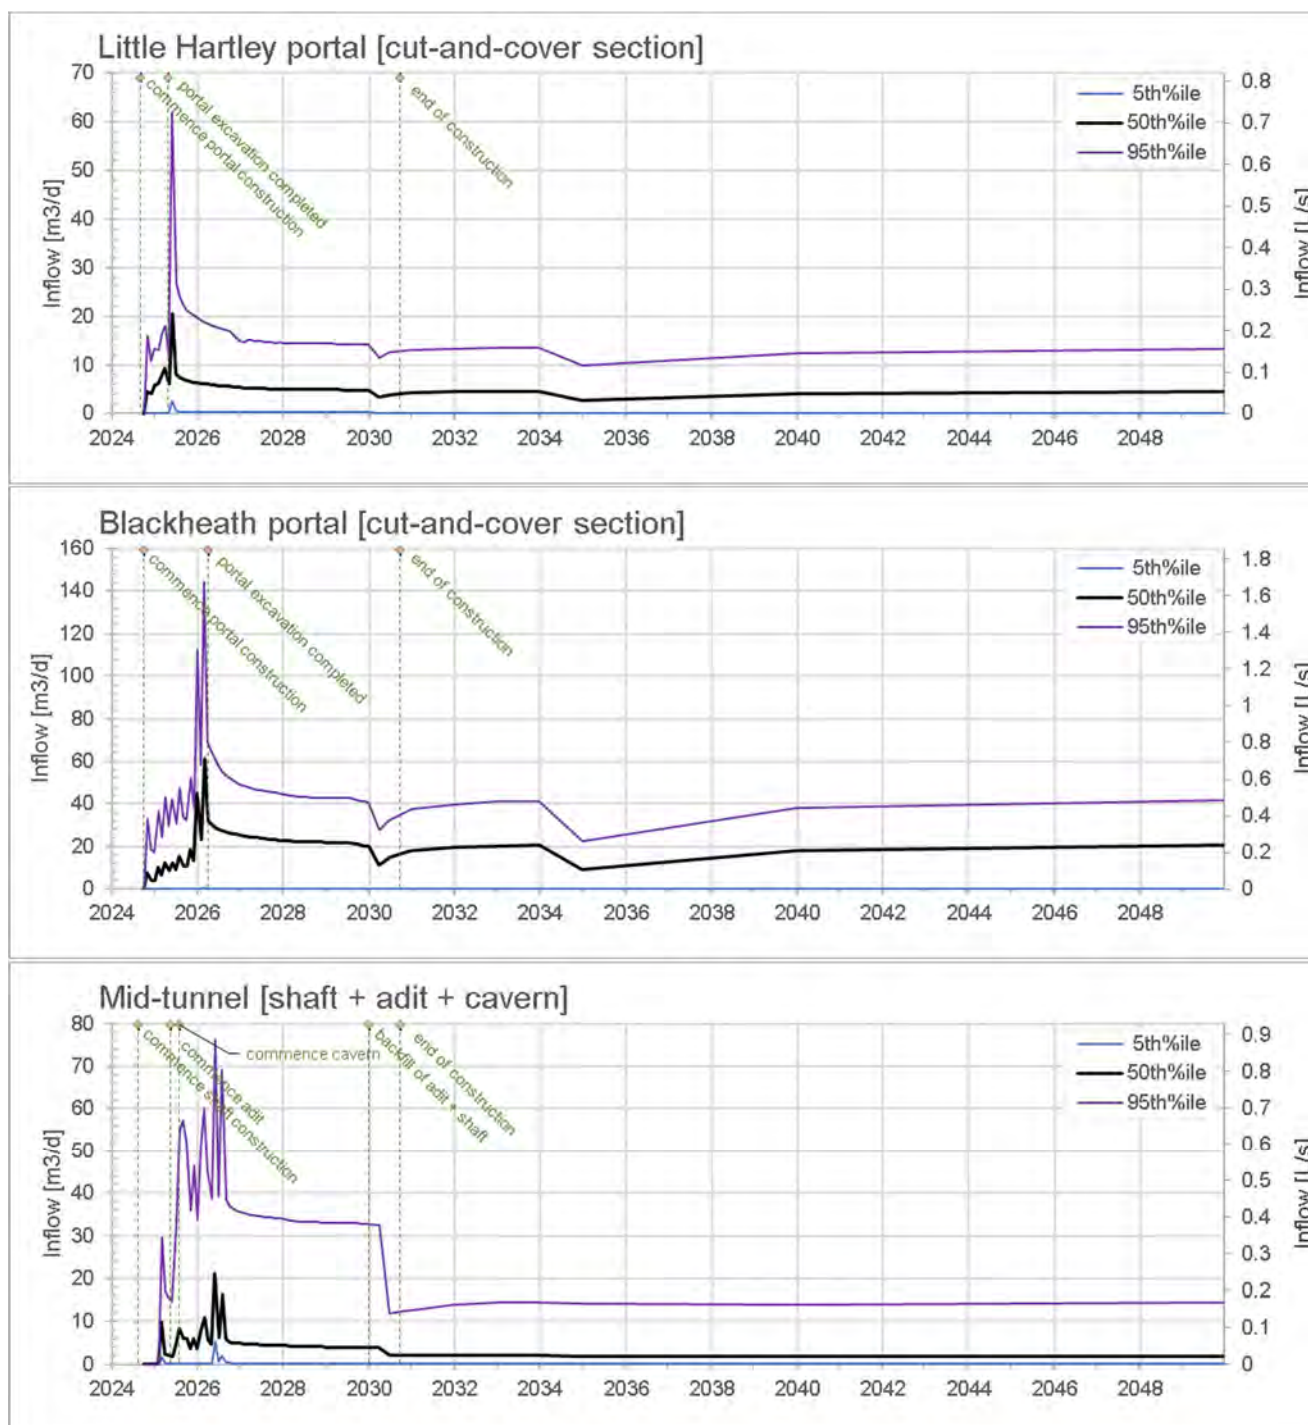 Little Hartley portal [cut-and-cover section]
70
60
50
40
30
20
10
0
Inflow [m3/d]
commence portal construction
portal excavation completed
end of construction
5th%ile
50th%ile
95th%ile
0.8
0.7
0.6
0.5
0.4
0.3
0.2
0.1
0
Inflow [L/s]
2024 2026 2028 2030 2032 2034 2036 2038 2040 2042 2044 2046 2048
Blackheath portal [cut-and-cover section]
160
140
120
100
80
60
40
20
0
Inflow [m3/d]
commence portal construction
portal excavation completed
end of construction
5th%ile
50th%ile
95th%ile
1.8
1.6
1.4
1.2
1
0.8
0.6
0.4
0.2
0
Inflow [L/s]
2024 2026 2028 2030 2032 2034 2036 2038 2040 2042 2044 2046 2048
Mid-tunnel [shaft + adit + cavern]
80
70
60
50
40
30
20
10
0
Inflow [m3/d]
commence shaft construction
commence adit
commence cavern
backfill of adit + shaft
end of construction
5th%ile
50th%ile
95th%ile
0.9
0.8
0.7
0.6
0.5
0.4
0.3
0.2
0.1
0
Inflow [L/s]
2024 2026 2028 2030 2032 2034 2036 2038 2040 2042 2044 2046 2048